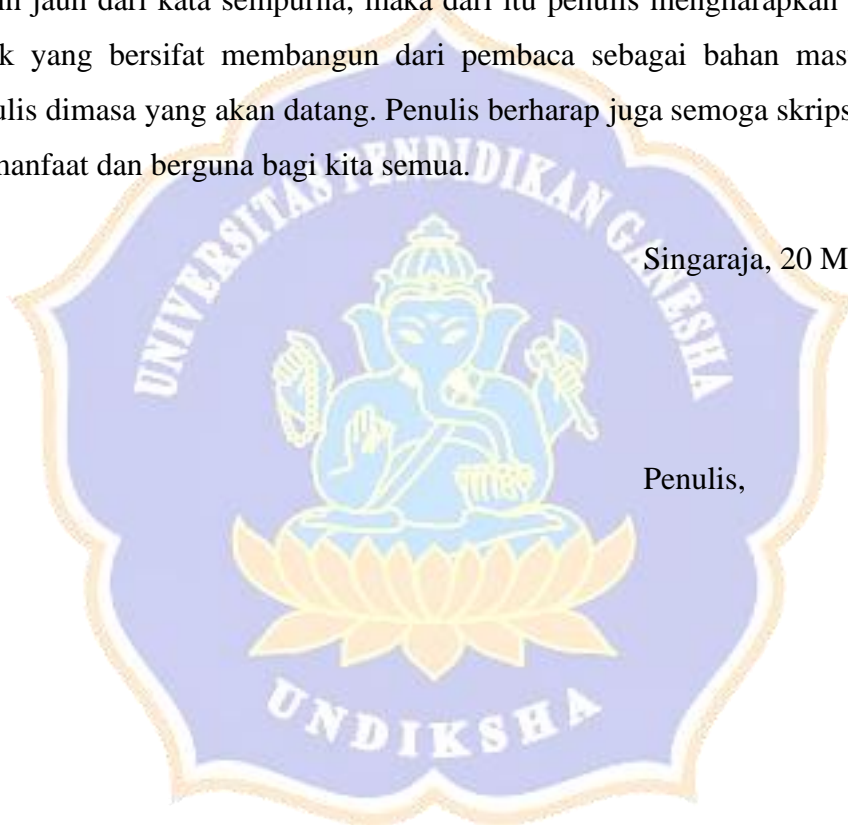 jauh dari kata sempurna, maka dari itu penulis mengharapkan
k yang bersifat membangun dari pembaca sebagai bahan mas
ulis dimasa yang akan datang. Penulis berharap juga semoga skrips
manfaat dan berguna bagi kita semua.
UNIVERSITAS PENDIDIKAN GANESHA
Singaraja, 20 M
Penulis,
UNDIKSHA